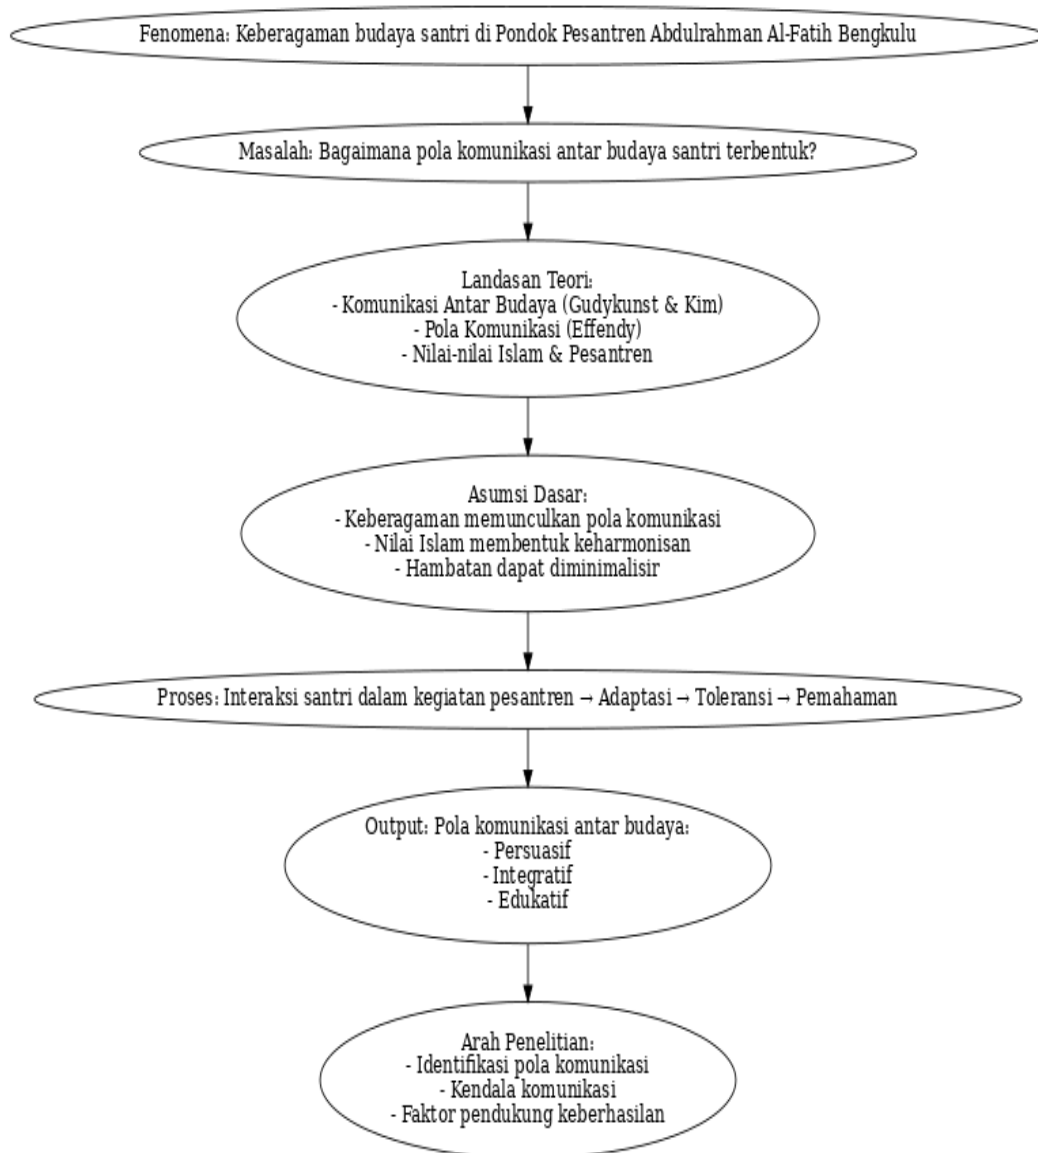 Fenomena: Keberagaman budaya santri di Pondok Pesantren Abdulrahman Al-Fatih Bengkulu
Masalah: Bagaimana pola komunikasi antar budaya santri terbentuk?
Landasan Teori:
- Komunikasi Antar Budaya (Gudykunst & Kim)
- Pola Komunikasi (Effendy)
- Nilai-nilai Islam & Pesantren
Asumsi Dasar:
- Keberagaman memunculkan pola komunikasi
- Nilai Islam membentuk keharmonisan
- Hambatan dapat diminimalisir
Proses: Interaksi santri dalam kegiatan pesantren → Adaptasi → Toleransi → Pemahaman
Output: Pola komunikasi antar budaya:
- Persuasif
- Integratif
- Edukatif
Arah Penelitian:
- Identifikasi pola komunikasi
- Kendala komunikasi
- Faktor pendukung keberhasilan